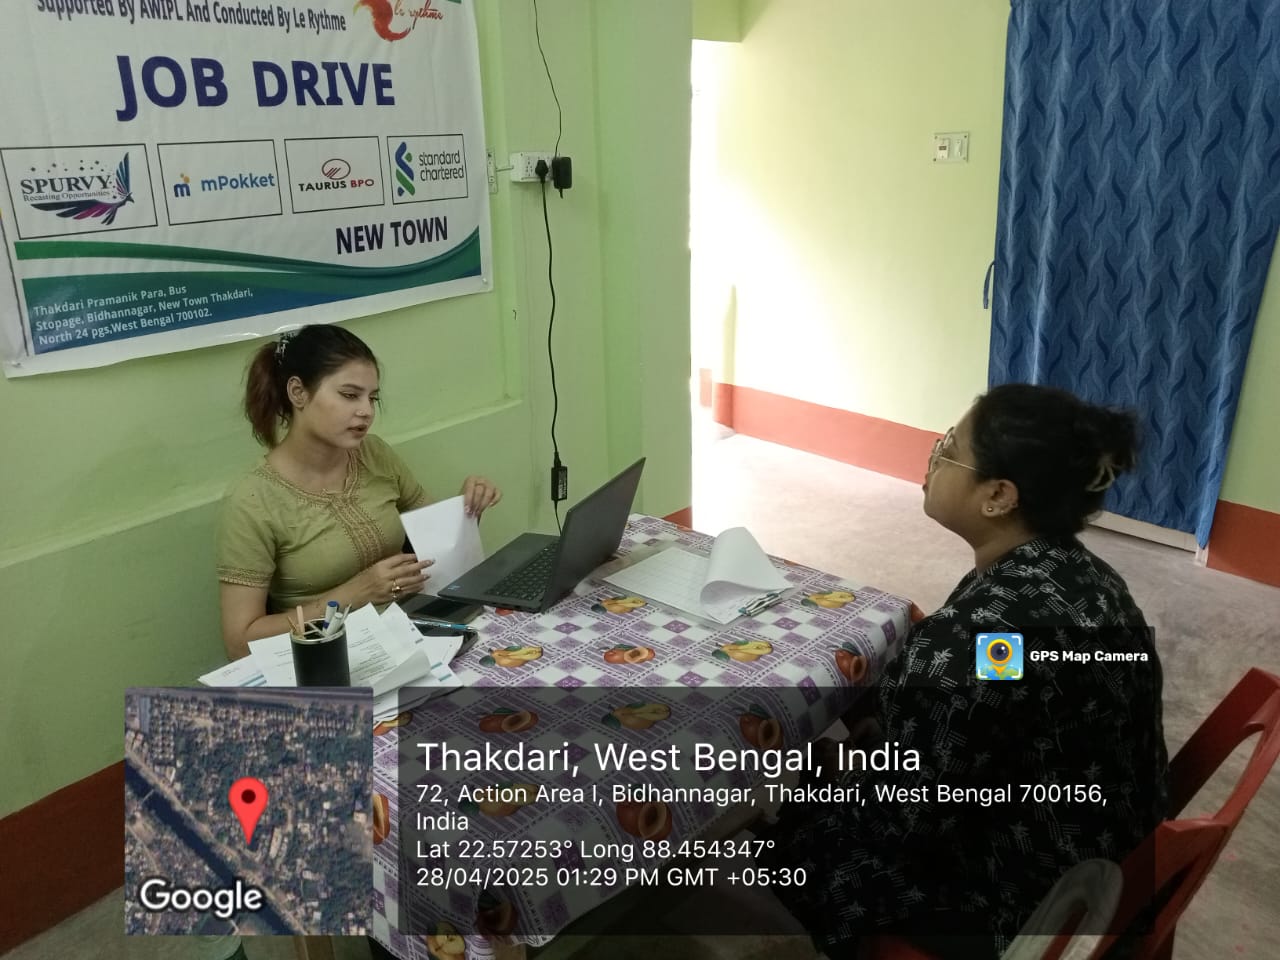 Supported By AWIPL And Conducted By Le Rythme
le rythme
JOB DRIVE
SPURVY
Recasting Opportunities
mPokket
TAURUS BPO
standard
chartered
NEW TOWN
Thakdari Pramanik Para, Bus
Stopage, Bidhannagar, New Town Thakdari,
North 24 pgs,West Bengal 700102.
GPS Map Camera
Thakdari, West Bengal, India
72, Action Area I, Bidhannagar, Thakdari, West Bengal 700156,
India
Lat 22.57253° Long 88.454347°
28/04/2025 01:29 PM GMT +05:30
Google